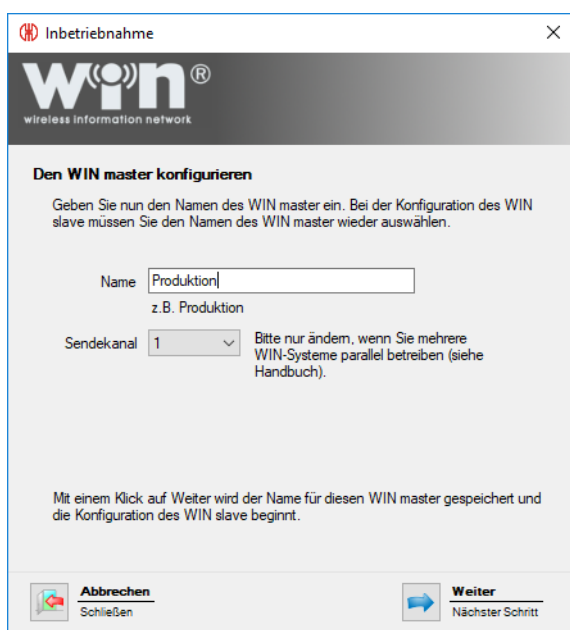 Inbetriebnahme
WIN®
wireless information network
Den WIN master konfigurieren
Geben Sie nun den Namen des WIN master ein. Bei der Konfiguration des WIN
slave müssen Sie den Namen des WIN master wieder auswählen.
Name
Produktion
z.B. Produktion
Sendekanal
1
Bitte nur ändern, wenn Sie mehrere
WIN-Systeme parallel betreiben (siehe
Handbuch).
Mit einem Klick auf Weiter wird der Name für diesen WIN master gespeichert und
die Konfiguration des WIN slave beginnt.
Abbrechen
Schließen
Weiter
Nächster Schritt